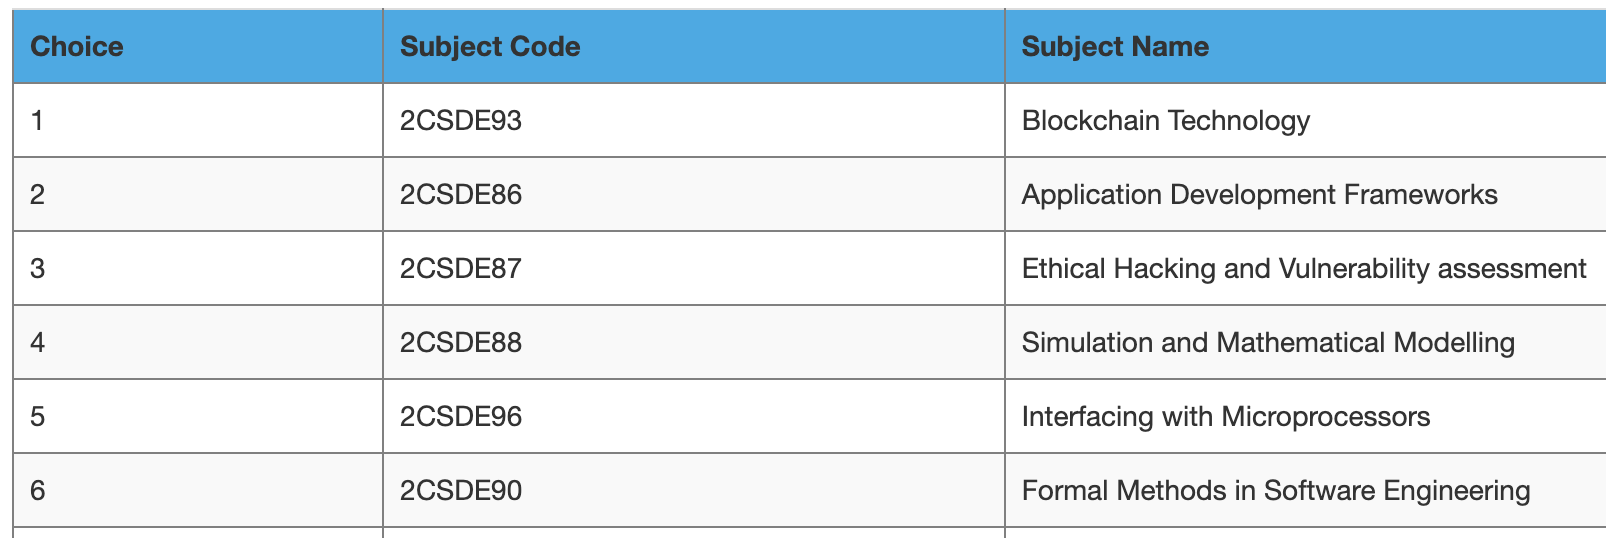 Choice Subject Code Subject Name
1 2CSDE93 Blockchain Technology
2 2CSDE86 Application Development Frameworks
3 2CSDE87 Ethical Hacking and Vulnerability assessment
4 2CSDE88 Simulation and Mathematical Modelling
5 2CSDE96 Interfacing with Microprocessors
6 2CSDE90 Formal Methods in Software Engineering